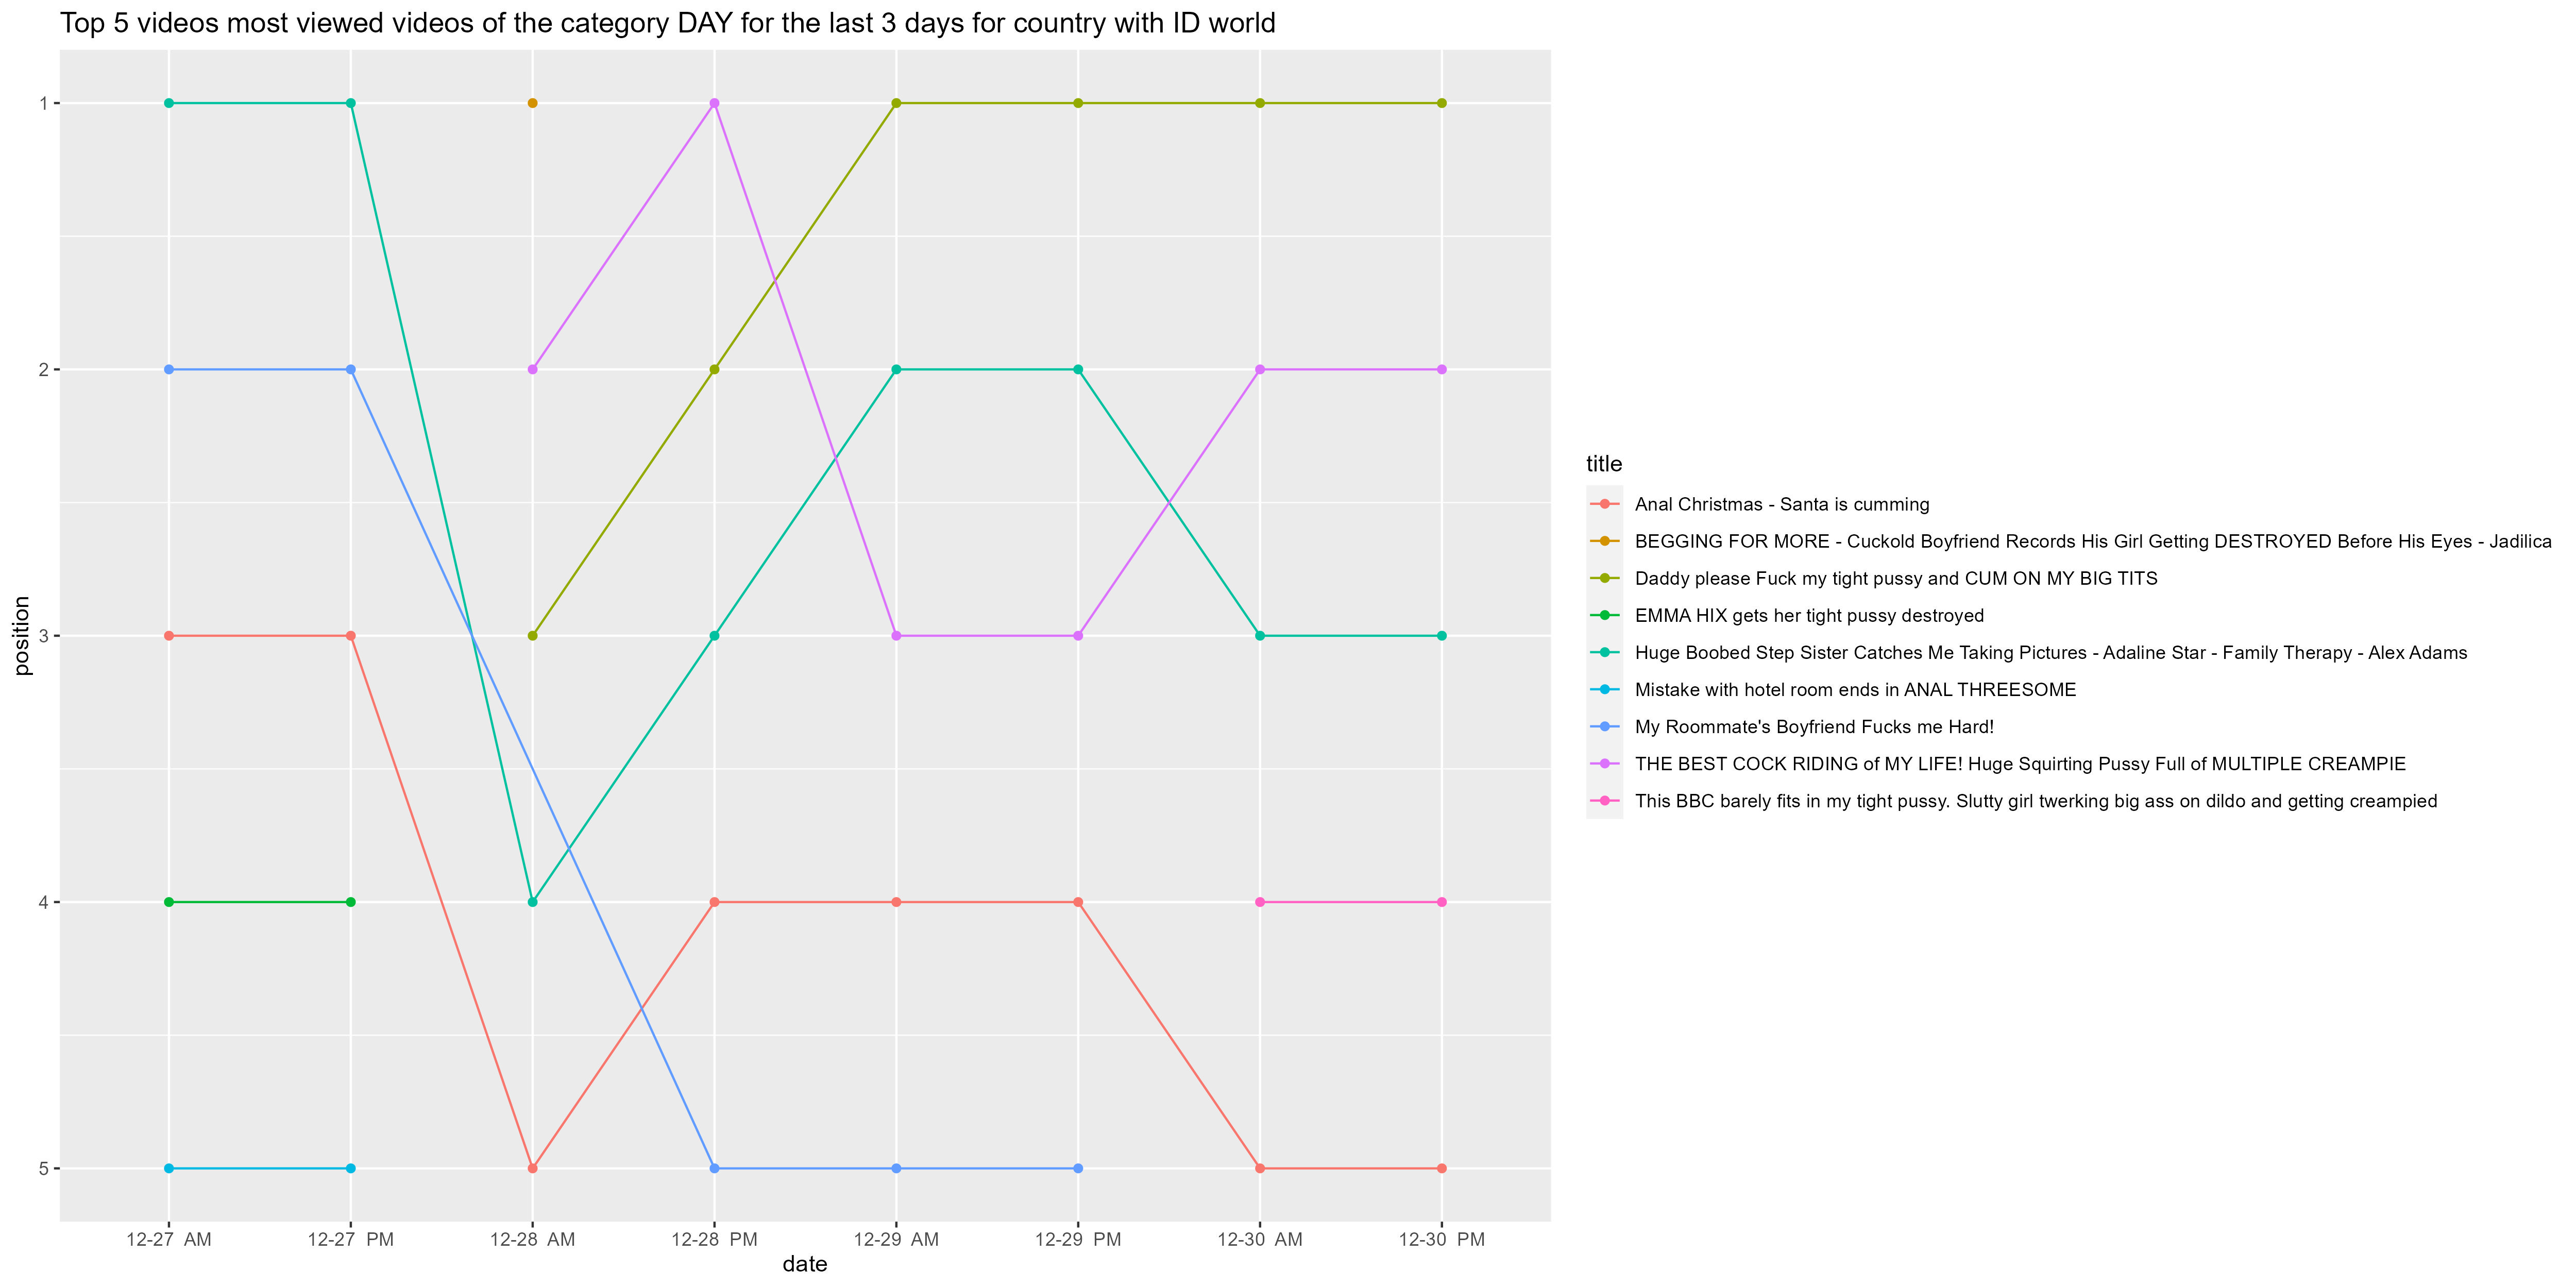 Top 5 videos most viewed videos of the category DAY for the last 3 days for country with ID world
position
1
2
3
4
5
12-27 AM
12-27 PM
12-28 AM
12-28 PM
12-29 AM
12-29 PM
12-30 AM
12-30 PM
date
title
Anal Christmas - Santa is cumming
BEGGING FOR MORE - Cuckold Boyfriend Records His Girl Getting DESTROYED Before His Eyes - Jadilica
Daddy please Fuck my tight pussy and CUM ON MY BIG TITS
EMMA HIX gets her tight pussy destroyed
Huge Boobed Step Sister Catches Me Taking Pictures - Adaline Star - Family Therapy - Alex Adams
Mistake with hotel room ends in ANAL THREESOME
My Roommate's Boyfriend Fucks me Hard!
THE BEST COCK RIDING of MY LIFE! Huge Squirting Pussy Full of MULTIPLE CREAMPIE
This BBC barely fits in my tight pussy. Slutty girl twerking big ass on dildo and getting creampied